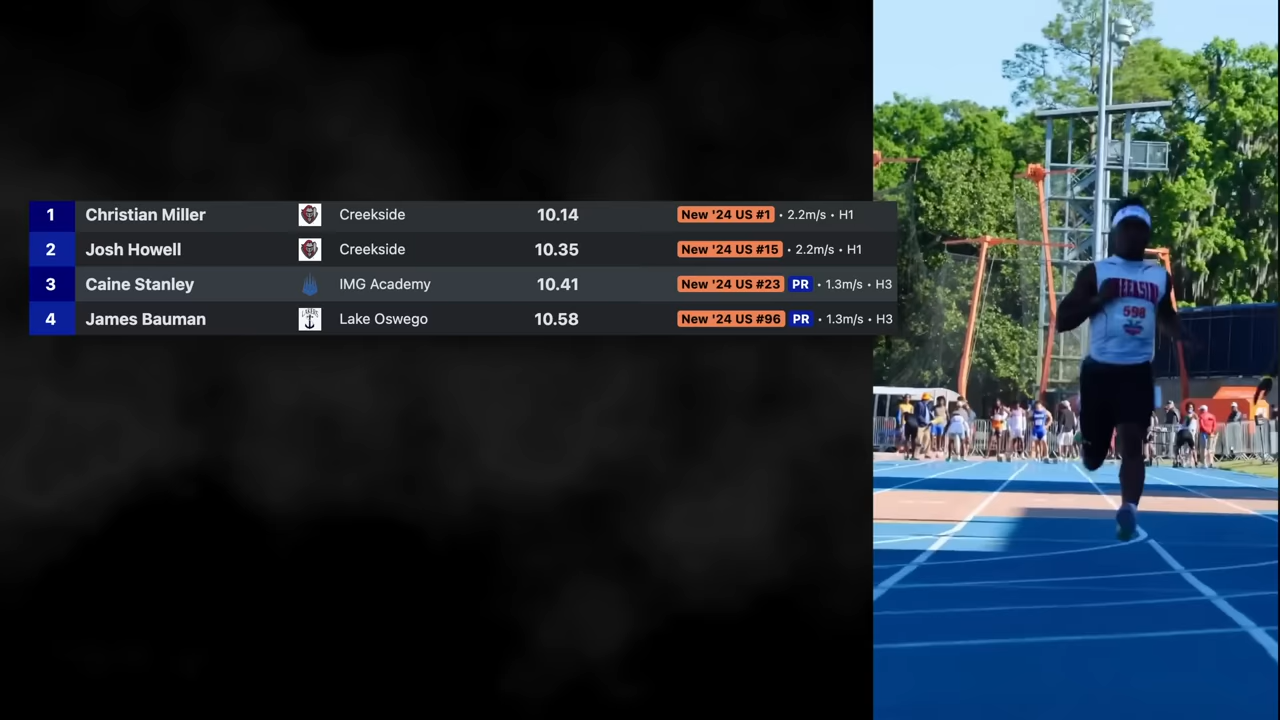 1 Christian Miller Creekside 10.14 New '24 US #1 • 2.2m/s • H1
2 Josh Howell Creekside 10.35 New '24 US #15 • 2.2m/s • H1
3 Caine Stanley IMG Academy 10.41 New '24 US #23 PR • 1.3m/s • H3
4 James Bauman Lake Oswego 10.58 New '24 US #96 PR • 1.3m/s • H3
CREEKSIDE
598